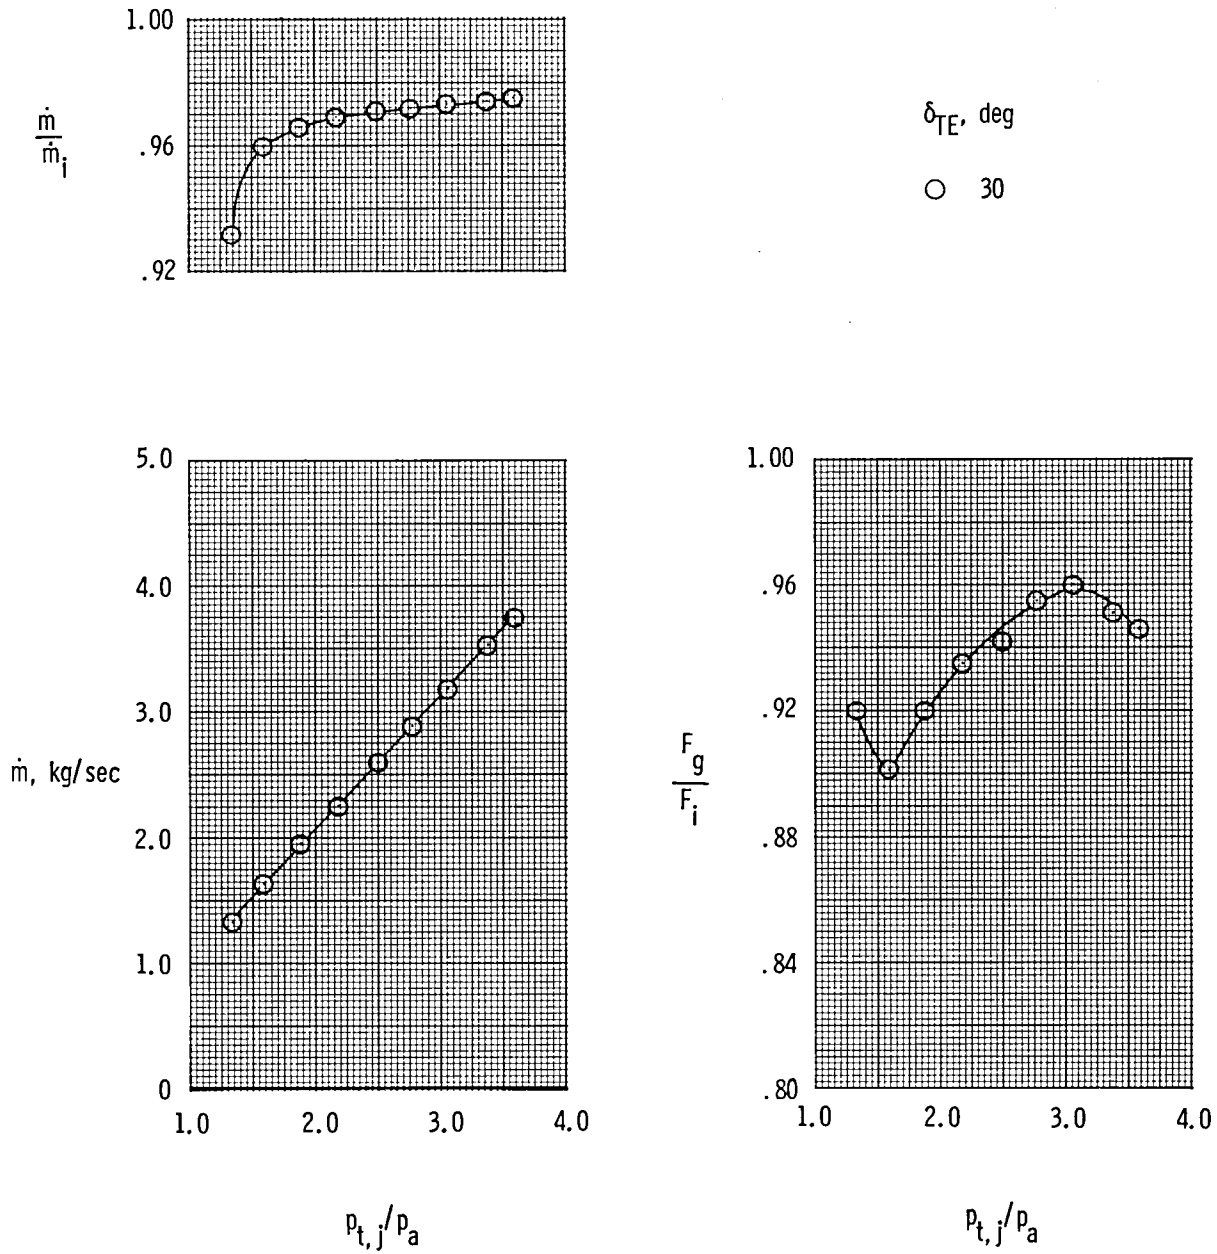 1.00
ṁ
ṁi
.96
.92
δTE, deg
30
5.0
4.0
3.0
ṁ, kg/sec
2.0
1.0
0
1.0 2.0 3.0 4.0
pt, j/pa
1.00
.96
.92
Fg
Fi
.88
.84
.80
1.0 2.0 3.0 4.0
pt, j/pa